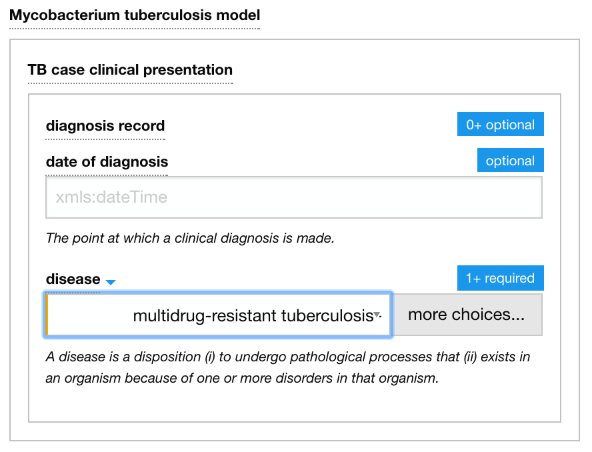 Mycobacterium tuberculosis model
TB case clinical presentation
diagnosis record 0+ optional
date of diagnosis optional
xmls:dateTime
The point at which a clinical diagnosis is made.
disease 1+ required
multidrug-resistant tuberculosis more choices...
A disease is a disposition (i) to undergo pathological processes that (ii) exists in
an organism because of one or more disorders in that organism.